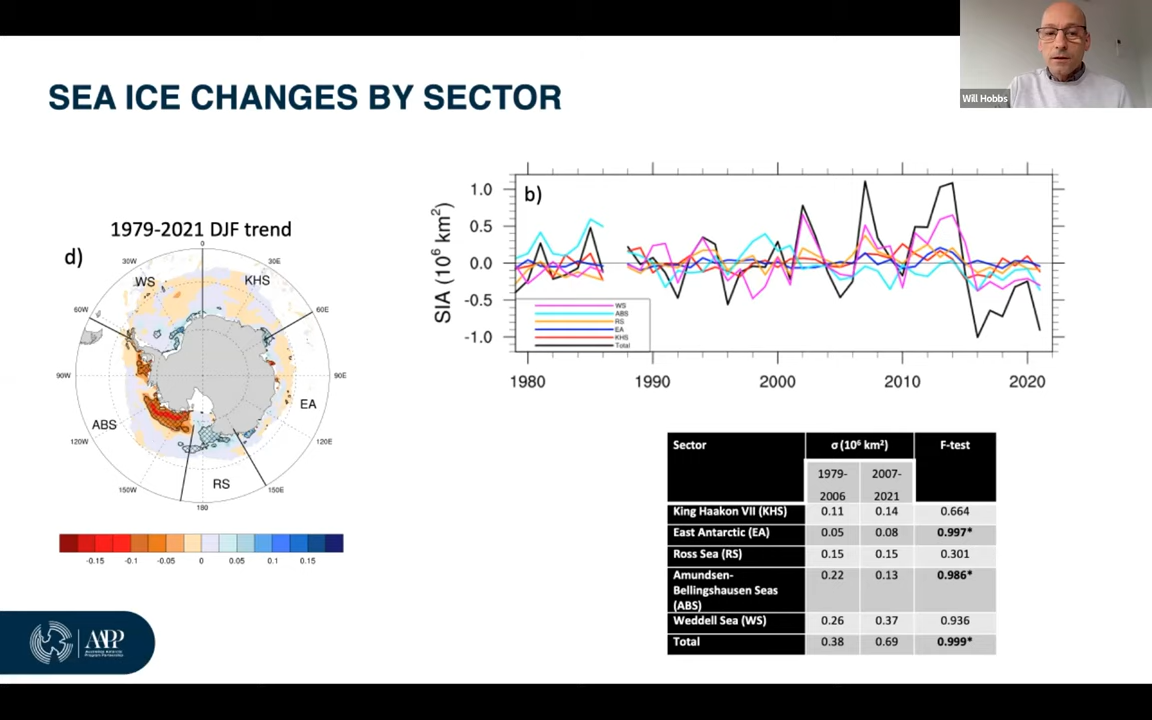 Will Hobbs
SEA ICE CHANGES BY SECTOR
1979-2021 DJF trend
d)
0
30W
30E
WS
KHS
60W
60E
90W
90E
EA
ABS
120W
120E
RS
150W
150E
180
-0.15 -0.1 -0.05 0 0.05 0.1 0.15
b)
SIA (10⁶ km²)
1.0
0.5
0.0
-0.5
-1.0
WS
ABS
RS
EA
KHS
Total
1980 1990 2000 2010 2020
Sector σ (10⁶ km²) F-test
1979- 2007-
2006 2021
King Haakon VII (KHS) 0.11 0.14 0.664
East Antarctic (EA) 0.05 0.08 0.997*
Ross Sea (RS) 0.15 0.15 0.301
Amundsen- 0.22 0.13 0.986*
Bellingshausen Seas
(ABS)
Weddell Sea (WS) 0.26 0.37 0.936
Total 0.38 0.69 0.999*
AAPP